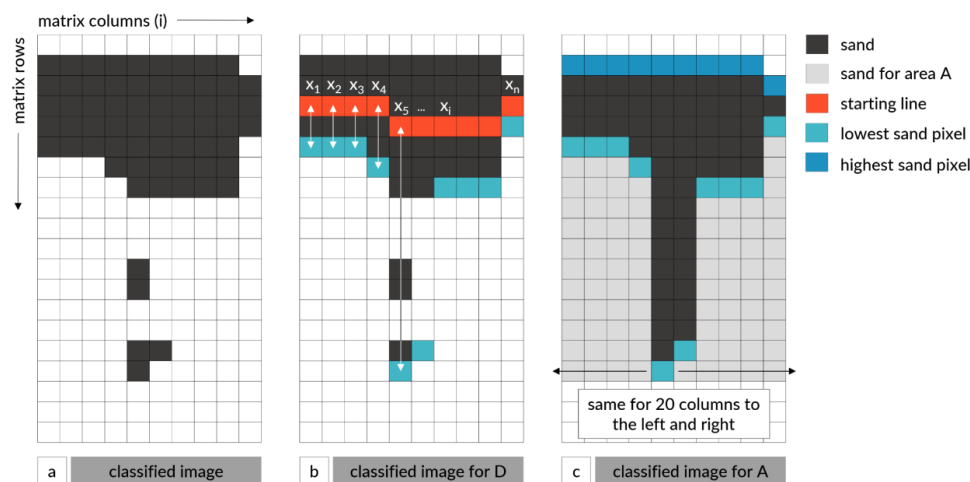 matrix columns (i)
matrix rows
x1 x2 x3 x4
x5 ... xi
xn
sand
sand for area A
starting line
lowest sand pixel
highest sand pixel
same for 20 columns to
the left and right
a classified image
b classified image for D
c classified image for A